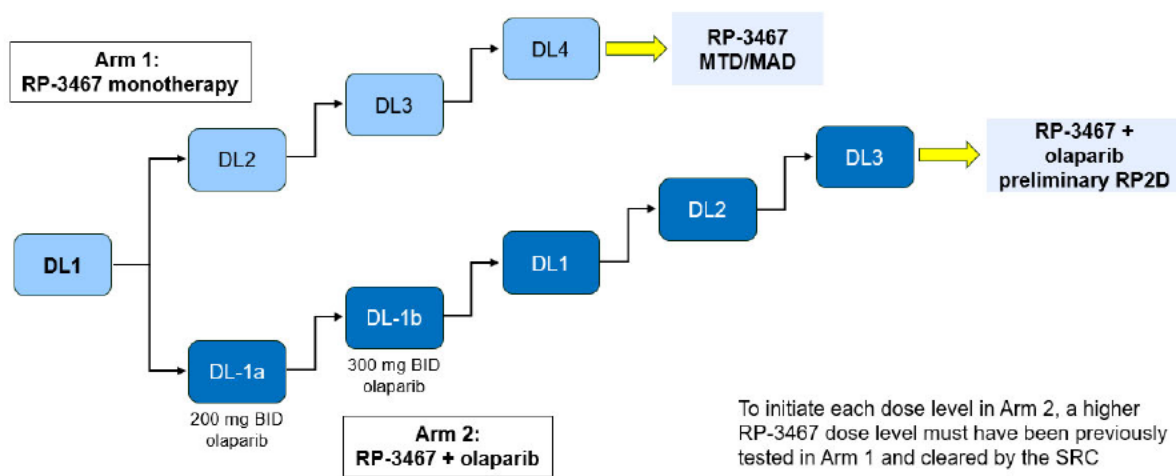 Arm 1:
RP-3467 monotherapy
DL4
RP-3467
MTD/MAD
DL3
DL2
DL3
RP-3467 +
olaparib
preliminary RP2D
DL2
DL1
DL1
DL-1b
300 mg BID
olaparib
DL-1a
200 mg BID
olaparib
Arm 2:
RP-3467 + olaparib
To initiate each dose level in Arm 2, a higher
RP-3467 dose level must have been previously
tested in Arm 1 and cleared by the SRC